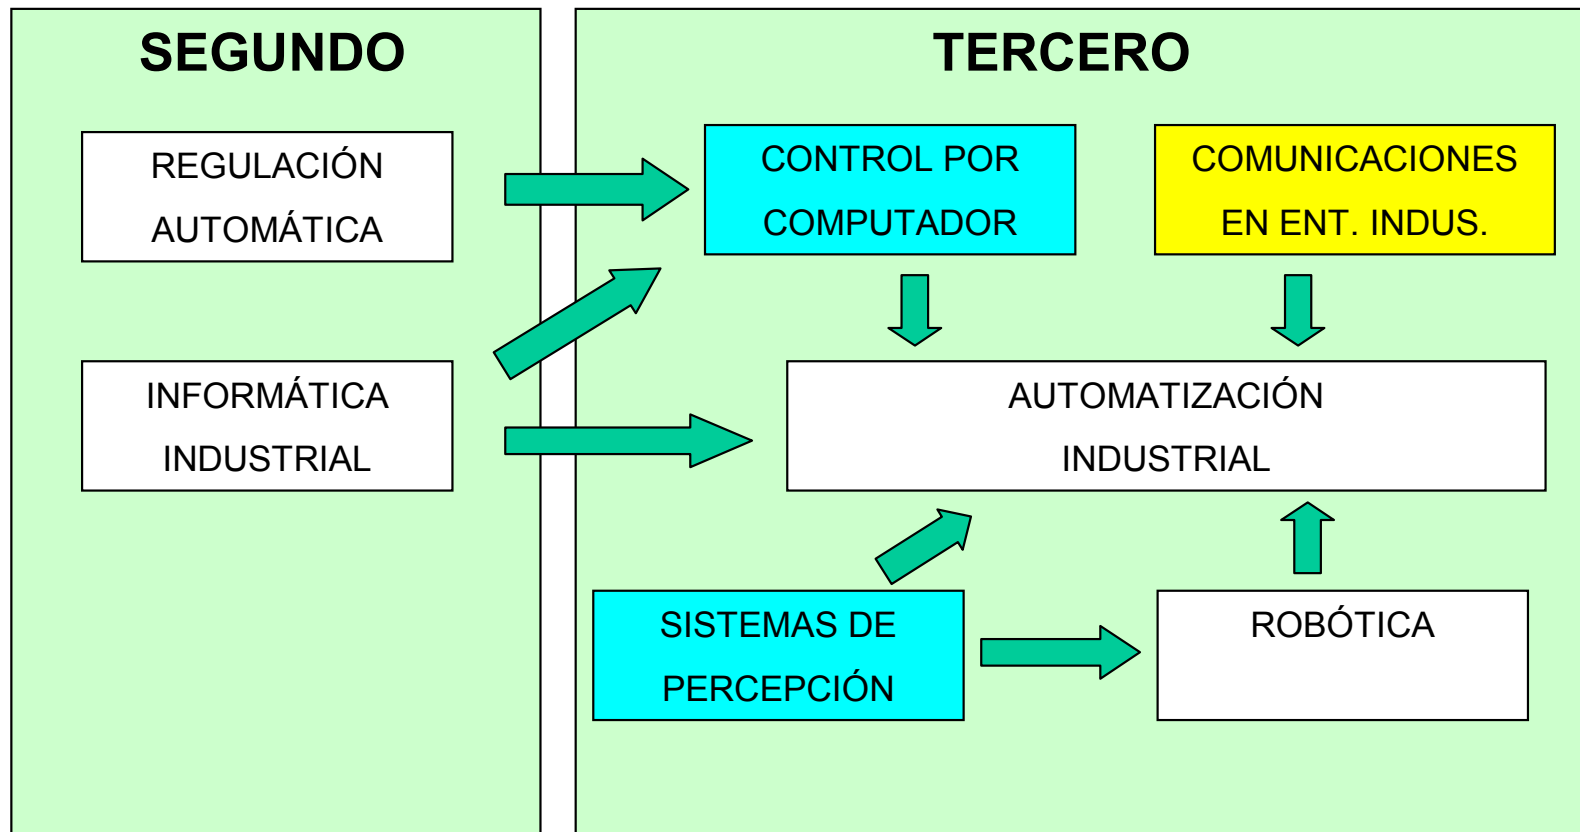 SEGUNDO
REGULACIÓN
AUTOMÁTICA
INFORMÁTICA
INDUSTRIAL
TERCERO
CONTROL POR
COMPUTADOR
COMUNICACIONES
EN ENT. INDUS.
AUTOMATIZACIÓN
INDUSTRIAL
SISTEMAS DE
PERCEPCIÓN
ROBÓTICA